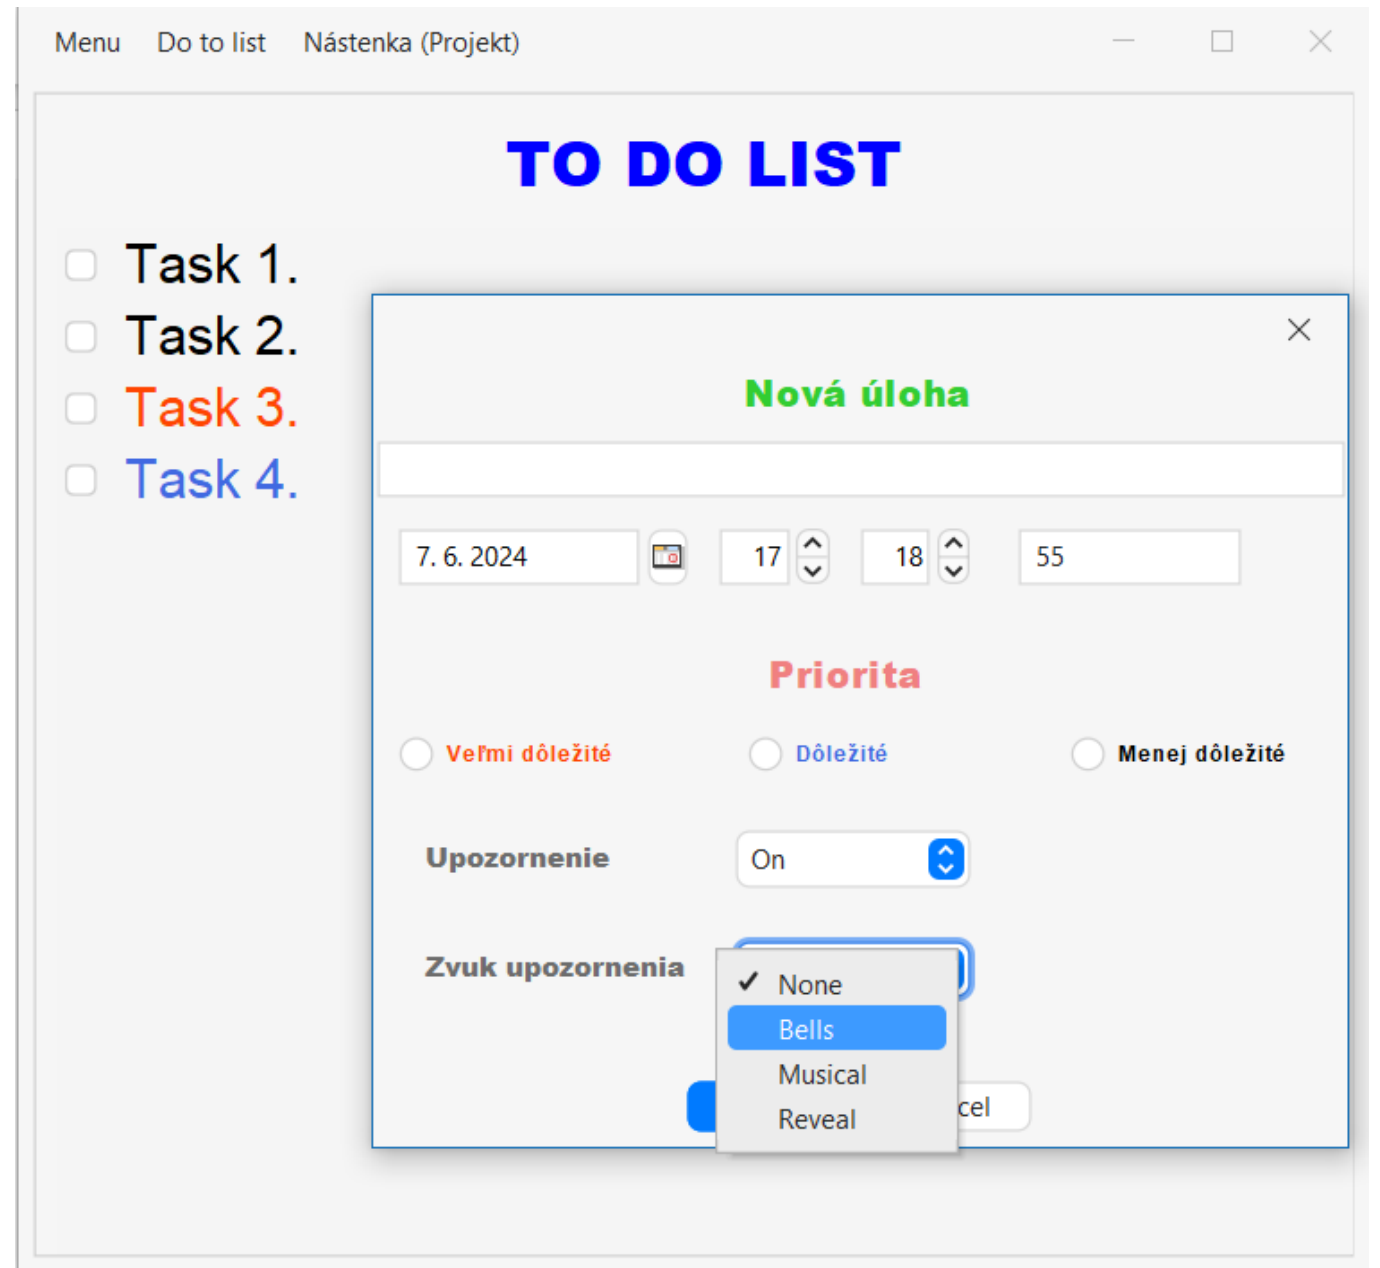 Menu Do to list Nástenka (Projekt)
TO DO LIST
Task 1.
Task 2.
Task 3.
Task 4.
Nová úloha
7. 6. 2024 17 18 55
Priorita
Veľmi dôležité Dôležité Menej dôležité
Upozornenie On
Zvuk upozornenia
None
Bells
Musical
Reveal
cel